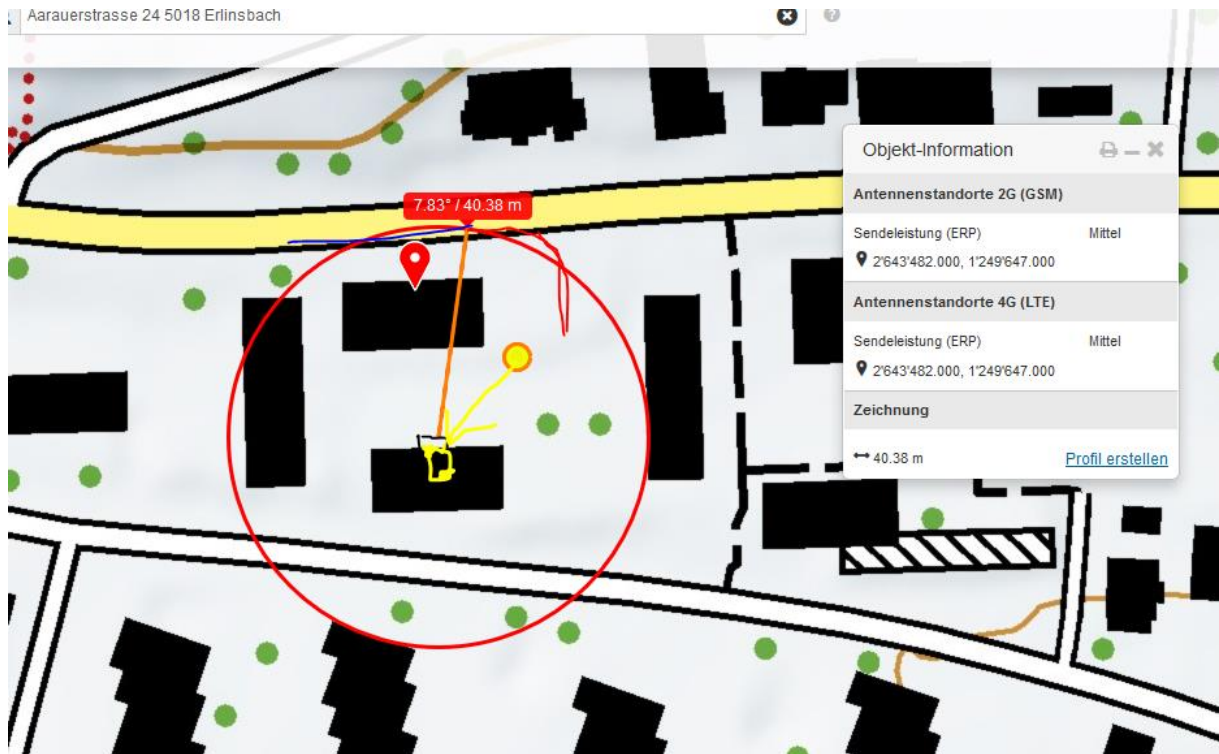 Aarauerstrasse 24 5018 Erlinsbach
7.83° / 40.38 m
Objekt-Information
Antennenstandorte 2G (GSM)
Sendeleistung (ERP) Mittel
2'643'482.000, 1'249'647.000
Antennenstandorte 4G (LTE)
Sendeleistung (ERP) Mittel
2'643'482.000, 1'249'647.000
Zeichnung
40.38 m Profil erstellen